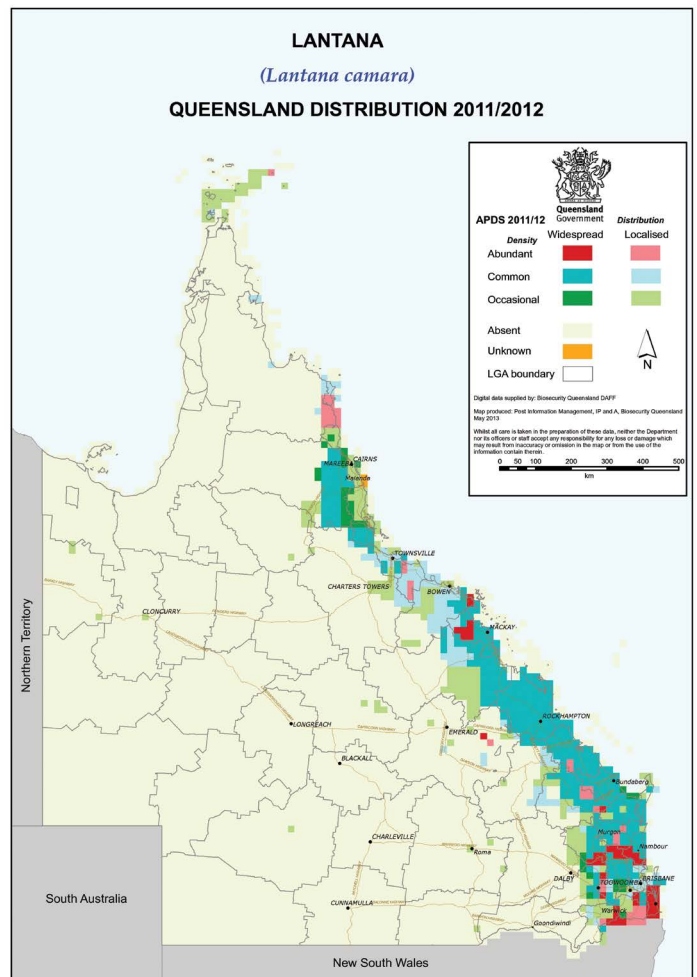 LANTANA
(Lantana camara)
QUEENSLAND DISTRIBUTION 2011/2012
Queensland
Government
APDS 2011/12
Distribution
Density
Widespread
Localised
Abundant
Common
Occasional
Absent
Unknown
LGA boundary
N
Digital data supplied by: Biosecurity Queensland DAFF
Map produced: Pest Information Management, IP and A, Biosecurity Queensland
May 2013
Whilst all care is taken in the preparation of these data, neither the Department
nor its officers or staff accept any responsibility for any loss or damage which
may result from inaccuracy or omission in the map or from the use of the
information contain therein.
0 50 100 200 300 400 500
km
CAIRNS
MAREEBA
Malanda
TOWNSVILLE
CHARTERS TOWERS
BOWEN
CLONCURRY
MACKAY
LONGREACH
ROCKHAMPTON
EMERALD
BLACKALL
Bundaberg
CHARLEVILLE
Murgon
Roma
Nambour
DALBY
TOOWOOMBA
BRISBANE
CUNNAMULLA
Warwick
Goondiwindi
Northern Territory
South Australia
New South Wales